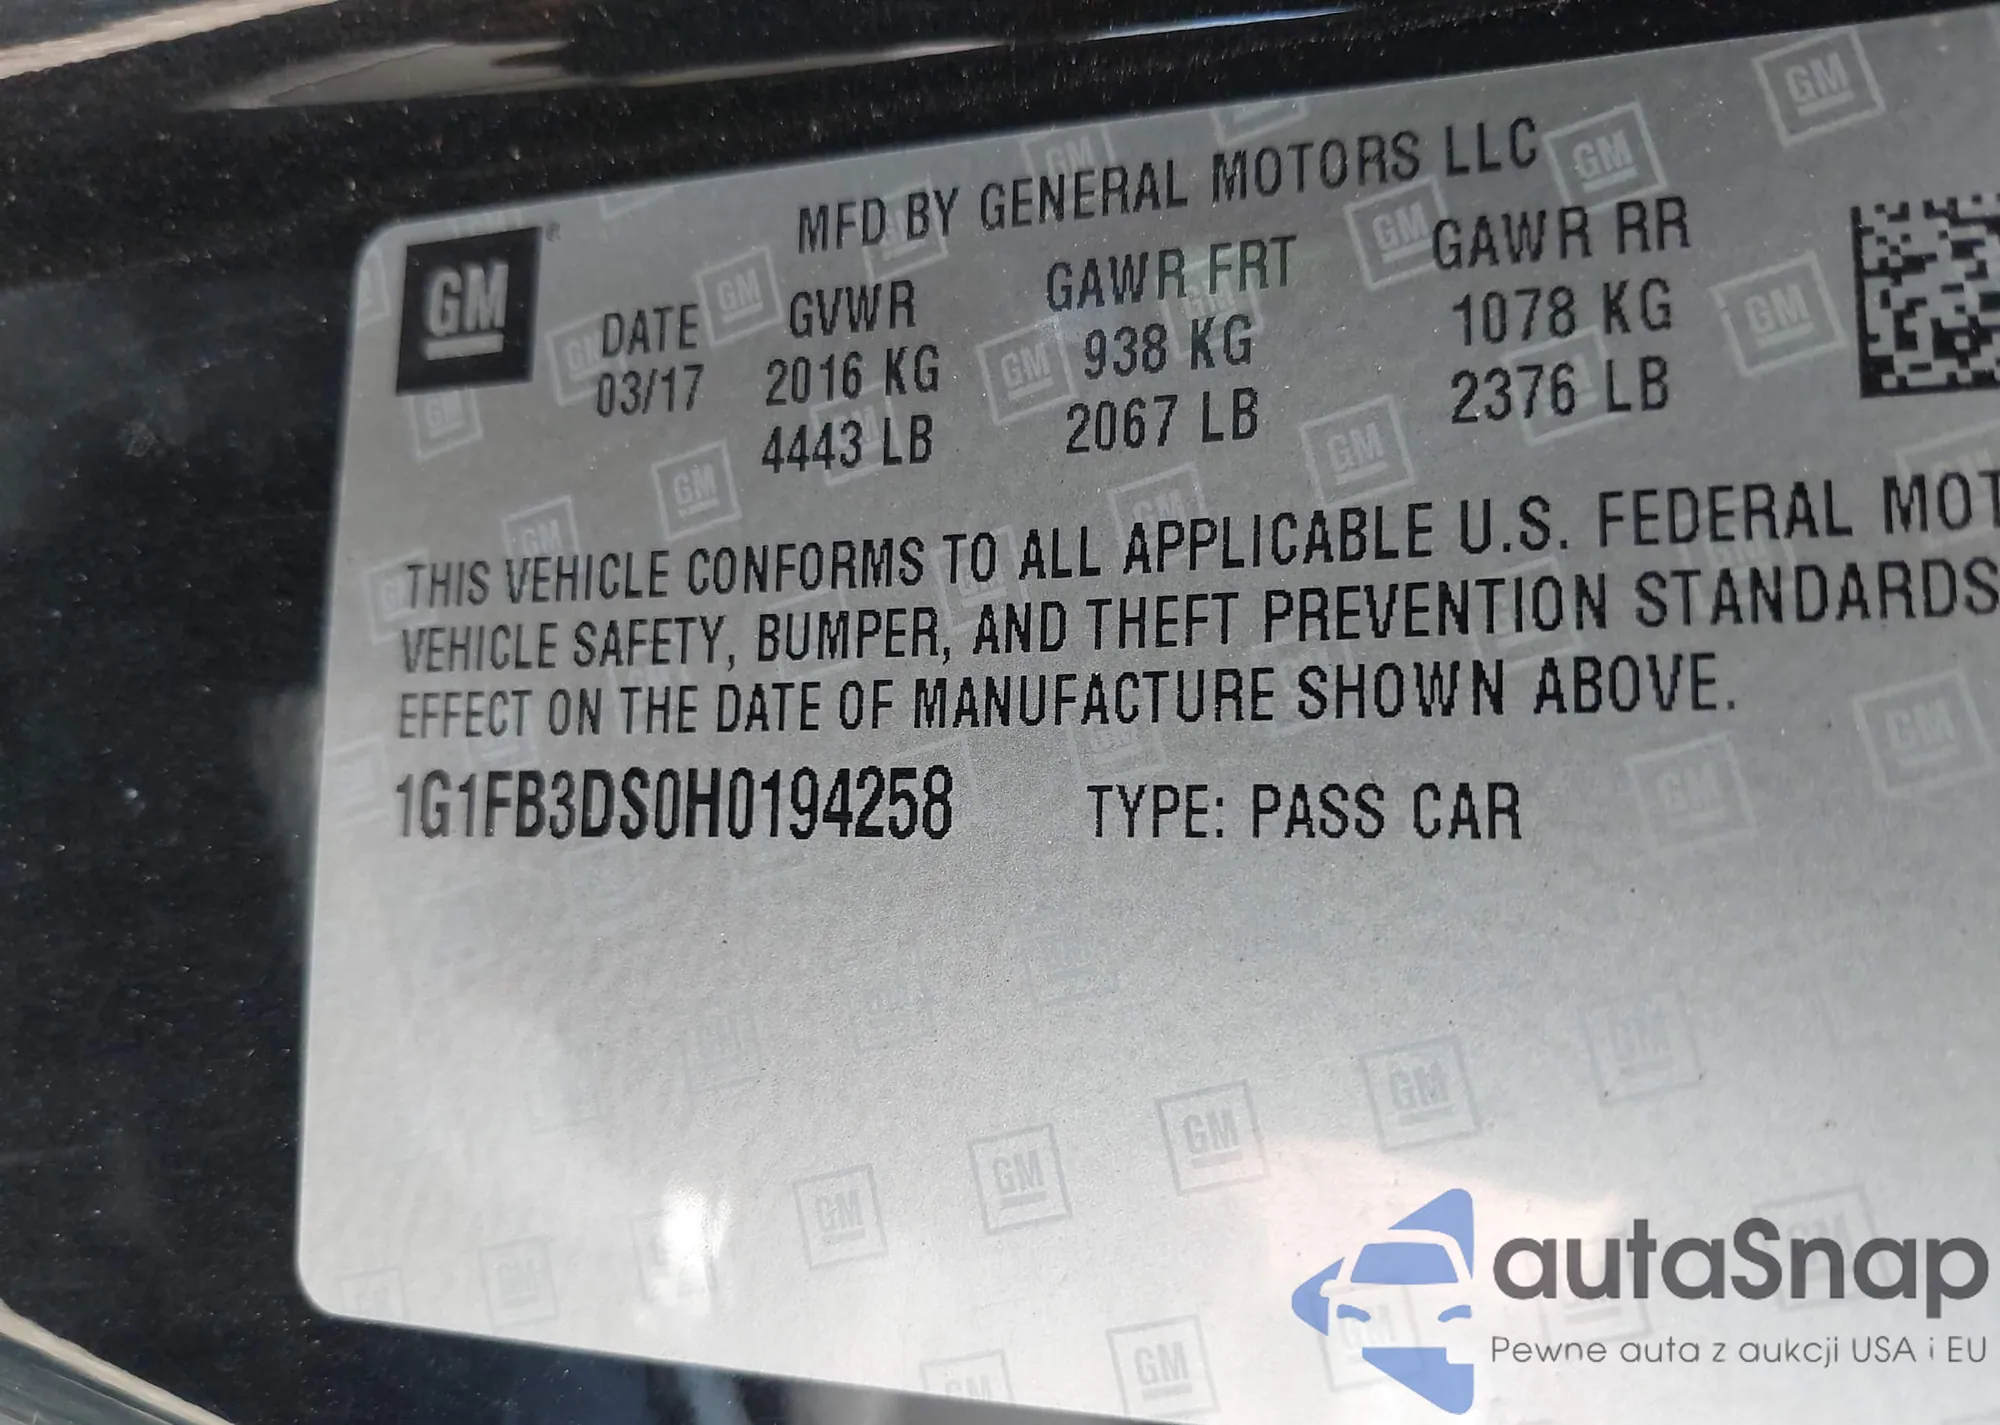 MFD BY GENERAL MOTORS LLC
GM
DATE GVWR GAWR FRT GAWR RR
03/17 2016 KG 938 KG 1078 KG
4443 LB 2067 LB 2376 LB
THIS VEHICLE CONFORMS TO ALL APPLICABLE U.S. FEDERAL MOT
VEHICLE SAFETY, BUMPER, AND THEFT PREVENTION STANDARDS
EFFECT ON THE DATE OF MANUFACTURE SHOWN ABOVE.
1G1FB3DS0H0194258 TYPE: PASS CAR
autaSnap
Pewne auta z aukcji USA i EU